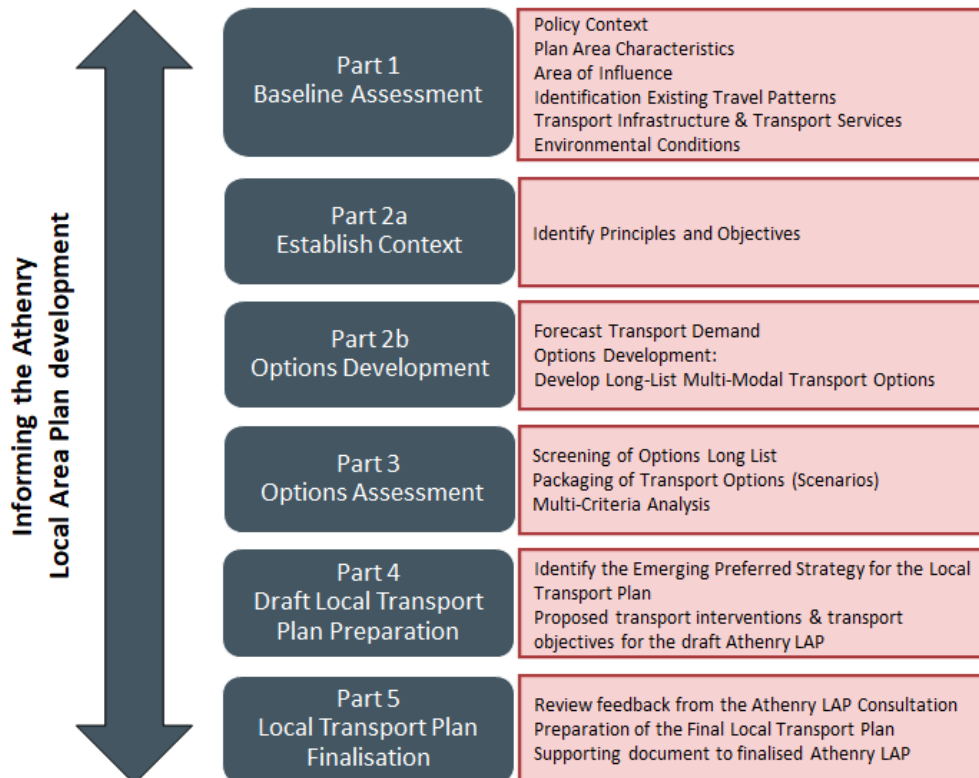 Informing the Athenry
Local Area Plan development
Part 1
Baseline Assessment
Policy Context
Plan Area Characteristics
Area of Influence
Identification Existing Travel Patterns
Transport Infrastructure & Transport Services
Environmental Conditions
Part 2a
Establish Context
Identify Principles and Objectives
Part 2b
Options Development
Forecast Transport Demand
Options Development:
Develop Long-List Multi-Modal Transport Options
Part 3
Options Assessment
Screening of Options Long List
Packaging of Transport Options (Scenarios)
Multi-Criteria Analysis
Part 4
Draft Local Transport
Plan Preparation
Identify the Emerging Preferred Strategy for the Local
Transport Plan
Proposed transport interventions & transport
objectives for the draft Athenry LAP
Part 5
Local Transport Plan
Finalisation
Review feedback from the Athenry LAP Consultation
Preparation of the Final Local Transport Plan
Supporting document to finalised Athenry LAP